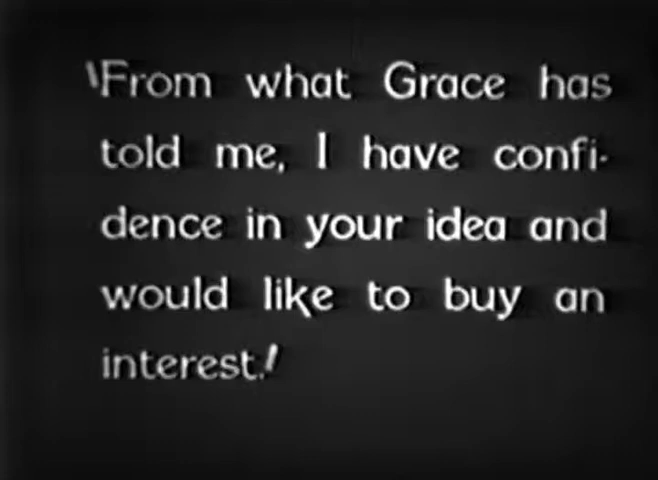 "From what Grace has
told me, I have confi-
dence in your idea and
would like to buy an
interest."